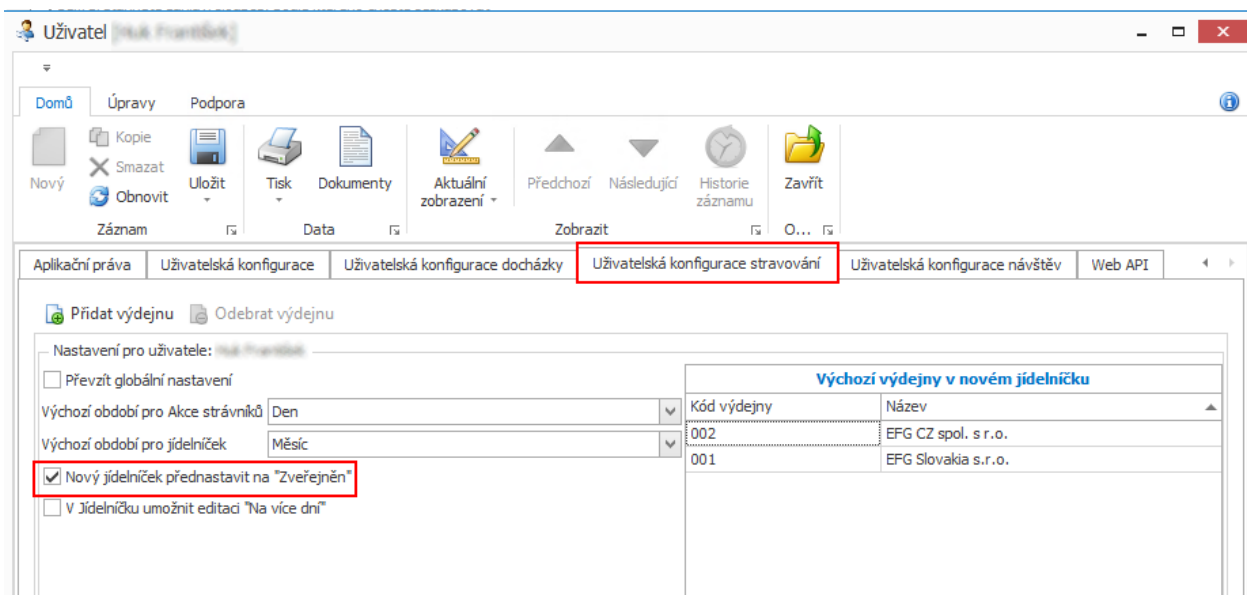 Uživatel
Domů Úpravy Podpora
Nový
Kopie
Smazat
Obnovit
Uložit
Tisk
Dokumenty
Aktuální
zobrazení
Předchozí
Následující
Historie
záznamu
Zavřít
Záznam Data Zobrazit O...
Aplikační práva Uživatelská konfigurace Uživatelská konfigurace docházky Uživatelská konfigurace stravování Uživatelská konfigurace návštěv Web API
Přidat výdejnu Odebrat výdejnu
Nastavení pro uživatele:
Převzít globální nastavení
Výchozí období pro Akce strávníků Den
Výchozí období pro jídelníček Měsíc
Nový jídelníček přednastavit na "Zveřejněn"
V Jídelníčku umožnit editaci "Na více dní"
Výchozí výdejny v novém jídelníčku
Kód výdejny Název
002 EFG CZ spol. s r.o.
001 EFG Slovakia s.r.o.